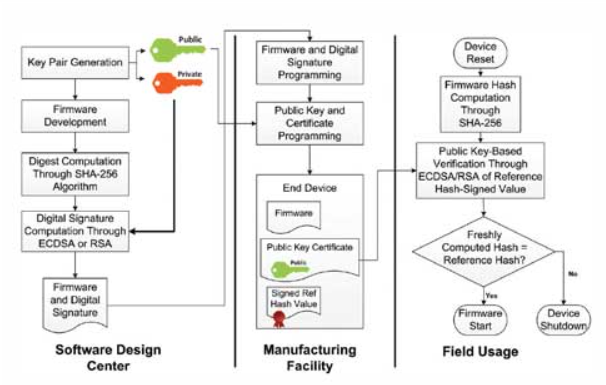 Key Pair Generation
Public
Private
Firmware
Development
Digest Computation
Through SHA-256
Algorithm
Digital Signature
Computation Through
ECDSA or RSA
Firmware
and Digital
Signature
Software Design
Center
Firmware and Digital
Signature
Programming
Public Key and
Certificate
Programming
End Device
Firmware
Public Key Certificate
Public
Signed Ref
Hash Value
Manufacturing
Facility
Device
Reset
Firmware Hash
Computation
Through
SHA-256
Public Key-Based
Verification Through
ECDSA/RSA of Reference
Hash-Signed Value
Freshly
Computed Hash =
Reference Hash?
Yes
No
Firmware
Start
Device
Shutdown
Field Usage